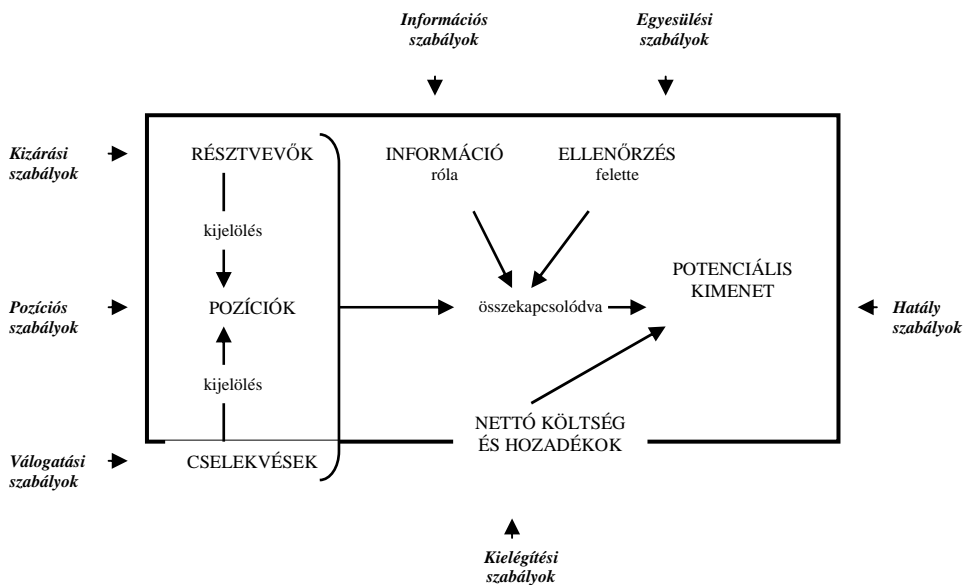 Információs
szabályok
Egyesülési
szabályok
Kizárási
szabályok
RÉSZTVEVŐK
INFORMÁCIÓ
róla
ELLENŐRZÉS
felette
kijelölés
POTENCIÁLIS
KIMENET
Pozíciós
szabályok
POZÍCIÓK
összekapcsolódva
Hatály
szabályok
kijelölés
NETTÓ KÖLTSÉG
ÉS HOZADÉKOK
Válogatási
szabályok
CSELEKVÉSEK
Kielégítési
szabályok